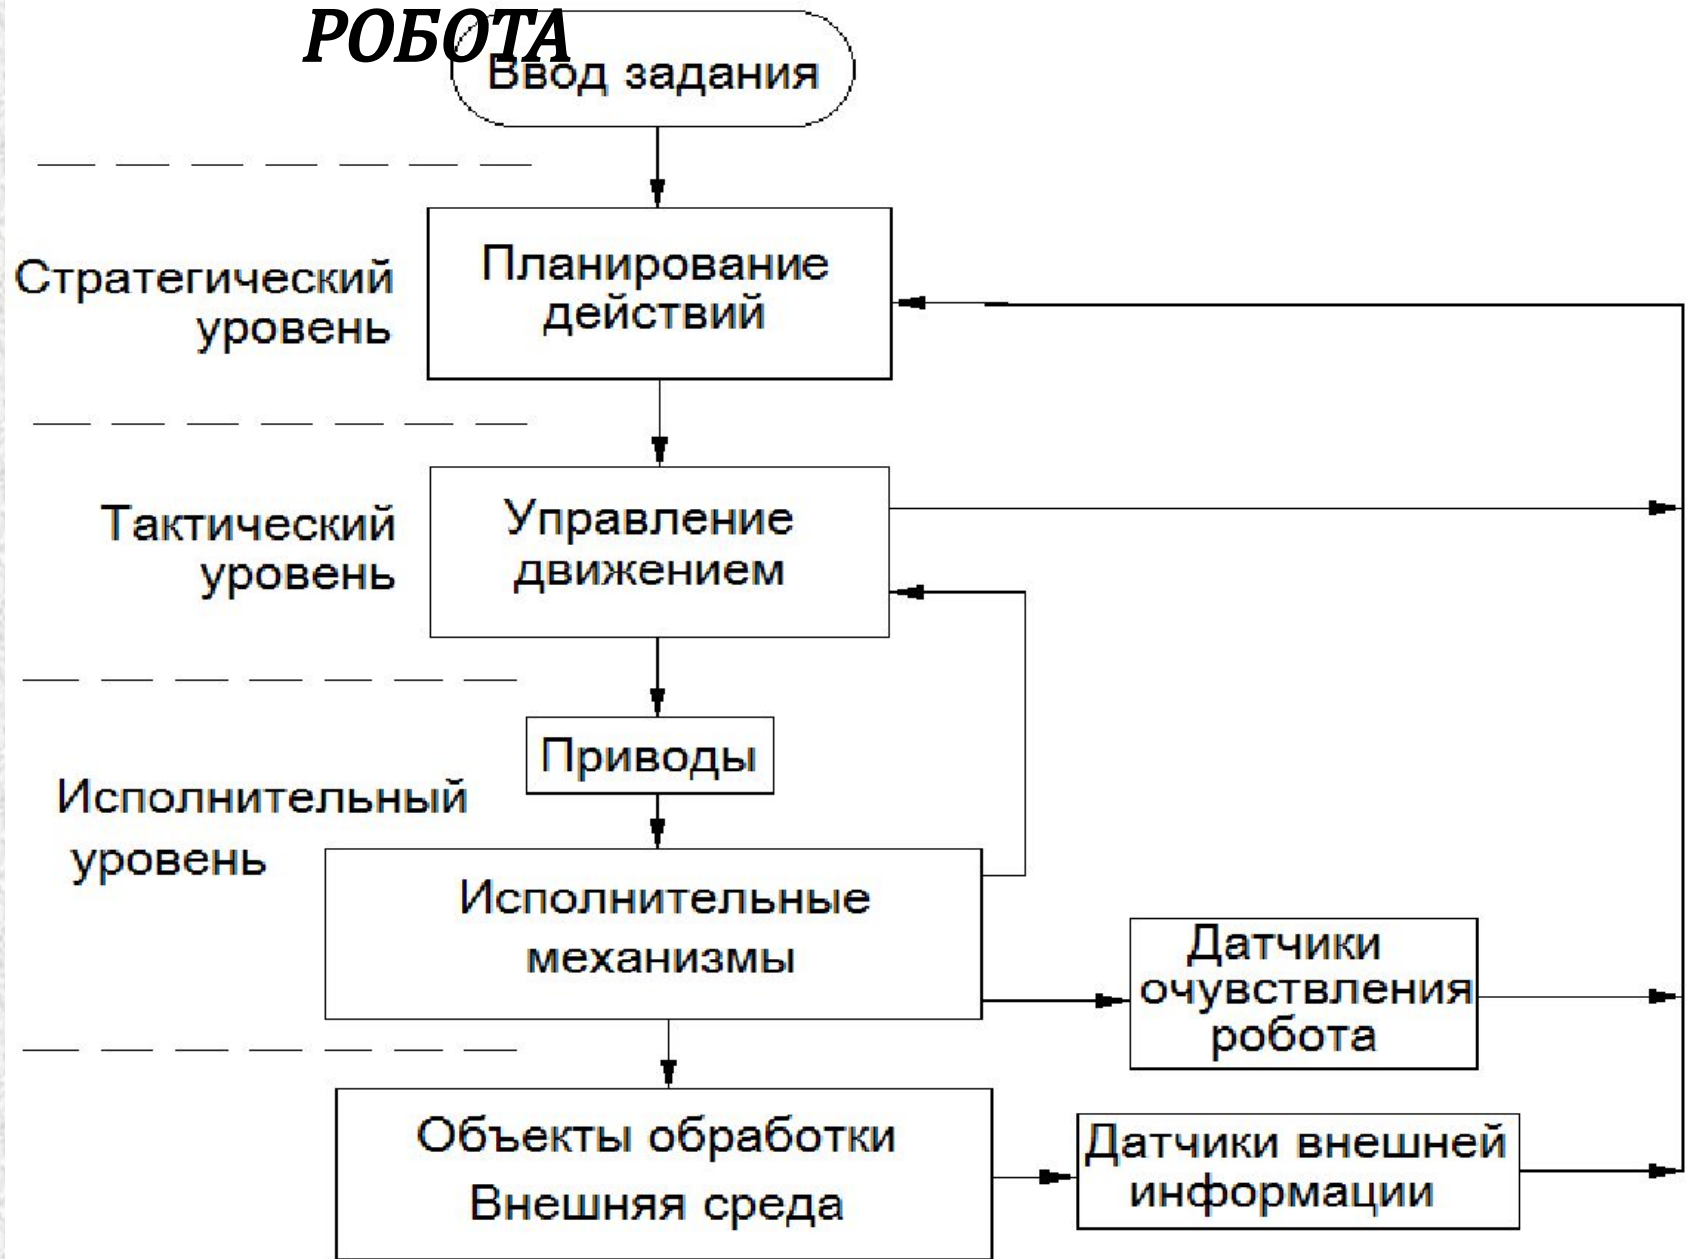 РОБОТА
Ввод задания
Стратегический
уровень
Планирование
действий
Тактический
уровень
Управление
движением
Приводы
Исполнительный
уровень
Исполнительные
механизмы
Датчики
очувствления
робота
Объекты обработки
Внешняя среда
Датчики внешней
информации